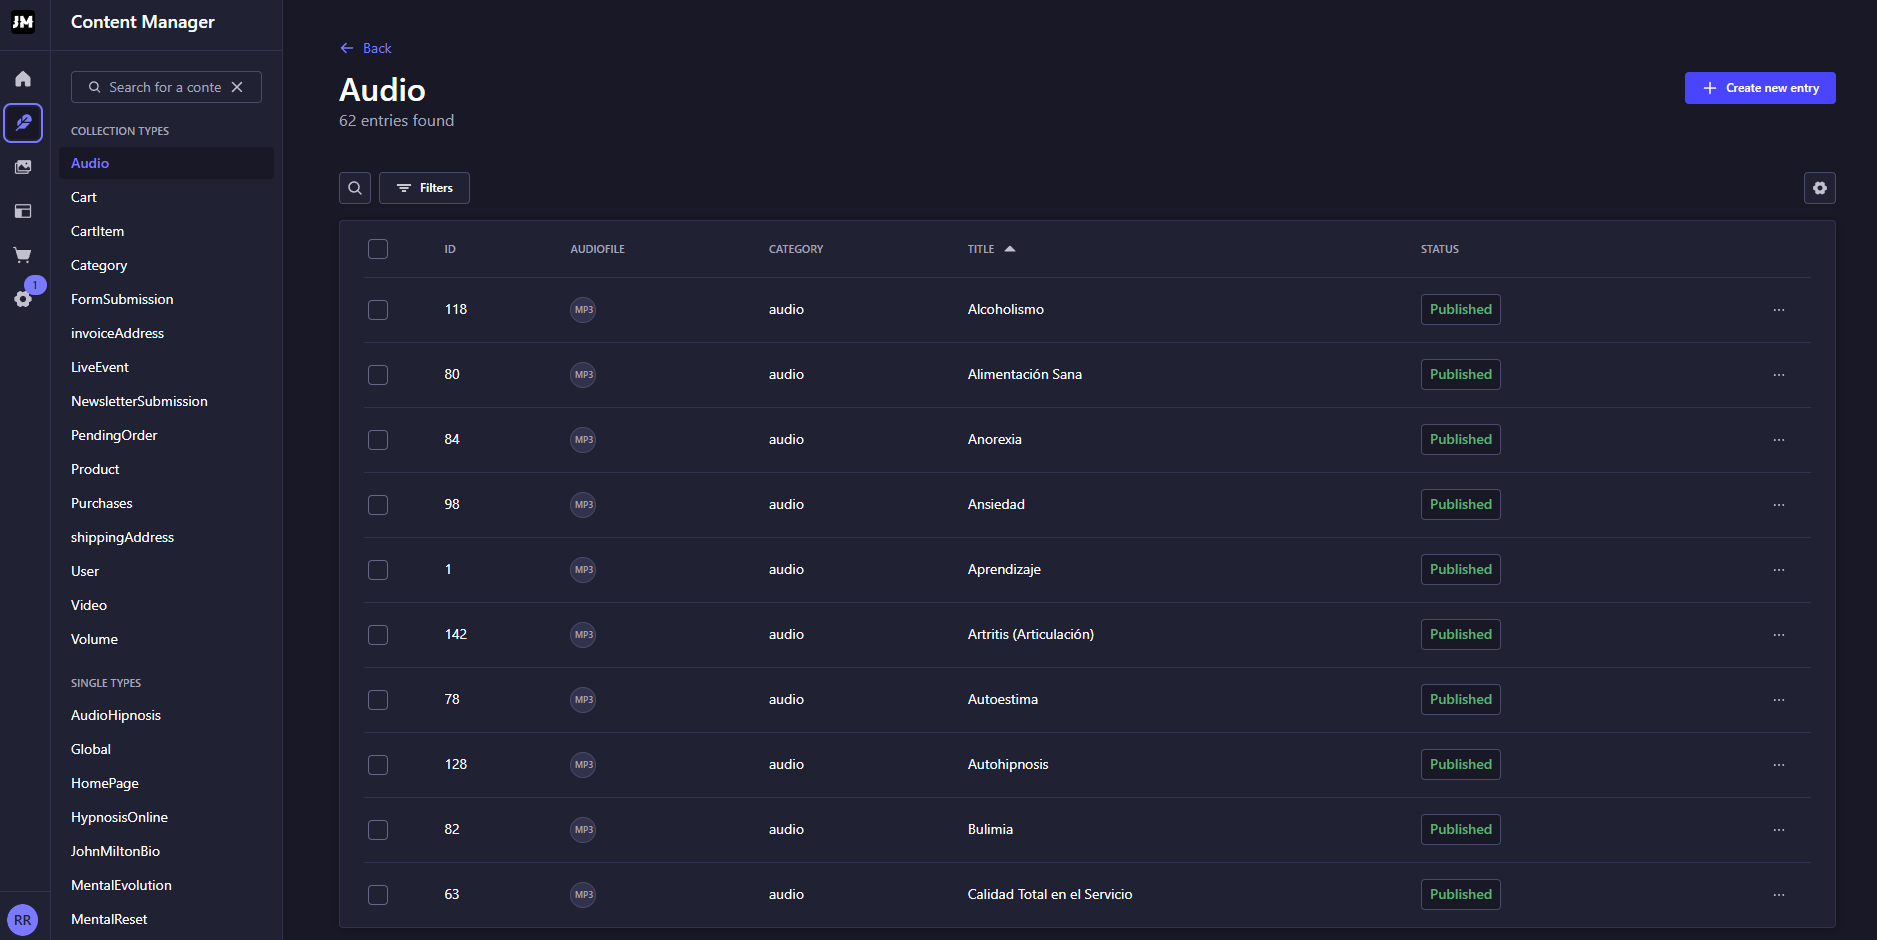 JM
Content Manager
Search for a conte
COLLECTION TYPES
Audio
Cart
CartItem
Category
FormSubmission
1
invoiceAddress
LiveEvent
NewsletterSubmission
PendingOrder
Product
Purchases
shippingAddress
User
Video
Volume
SINGLE TYPES
AudioHipnosis
Global
HomePage
HypnosisOnline
JohnMiltonBio
MentalEvolution
MentalReset
RR
Back
Audio
62 entries found
Create new entry
Filters
ID AUDIOFILE CATEGORY TITLE STATUS
118 MP3 audio Alcoholismo Published
80 MP3 audio Alimentación Sana Published
84 MP3 audio Anorexia Published
98 MP3 audio Ansiedad Published
1 MP3 audio Aprendizaje Published
142 MP3 audio Artritis (Articulación) Published
78 MP3 audio Autoestima Published
128 MP3 audio Autohipnosis Published
82 MP3 audio Bulimia Published
63 MP3 audio Calidad Total en el Servicio Published